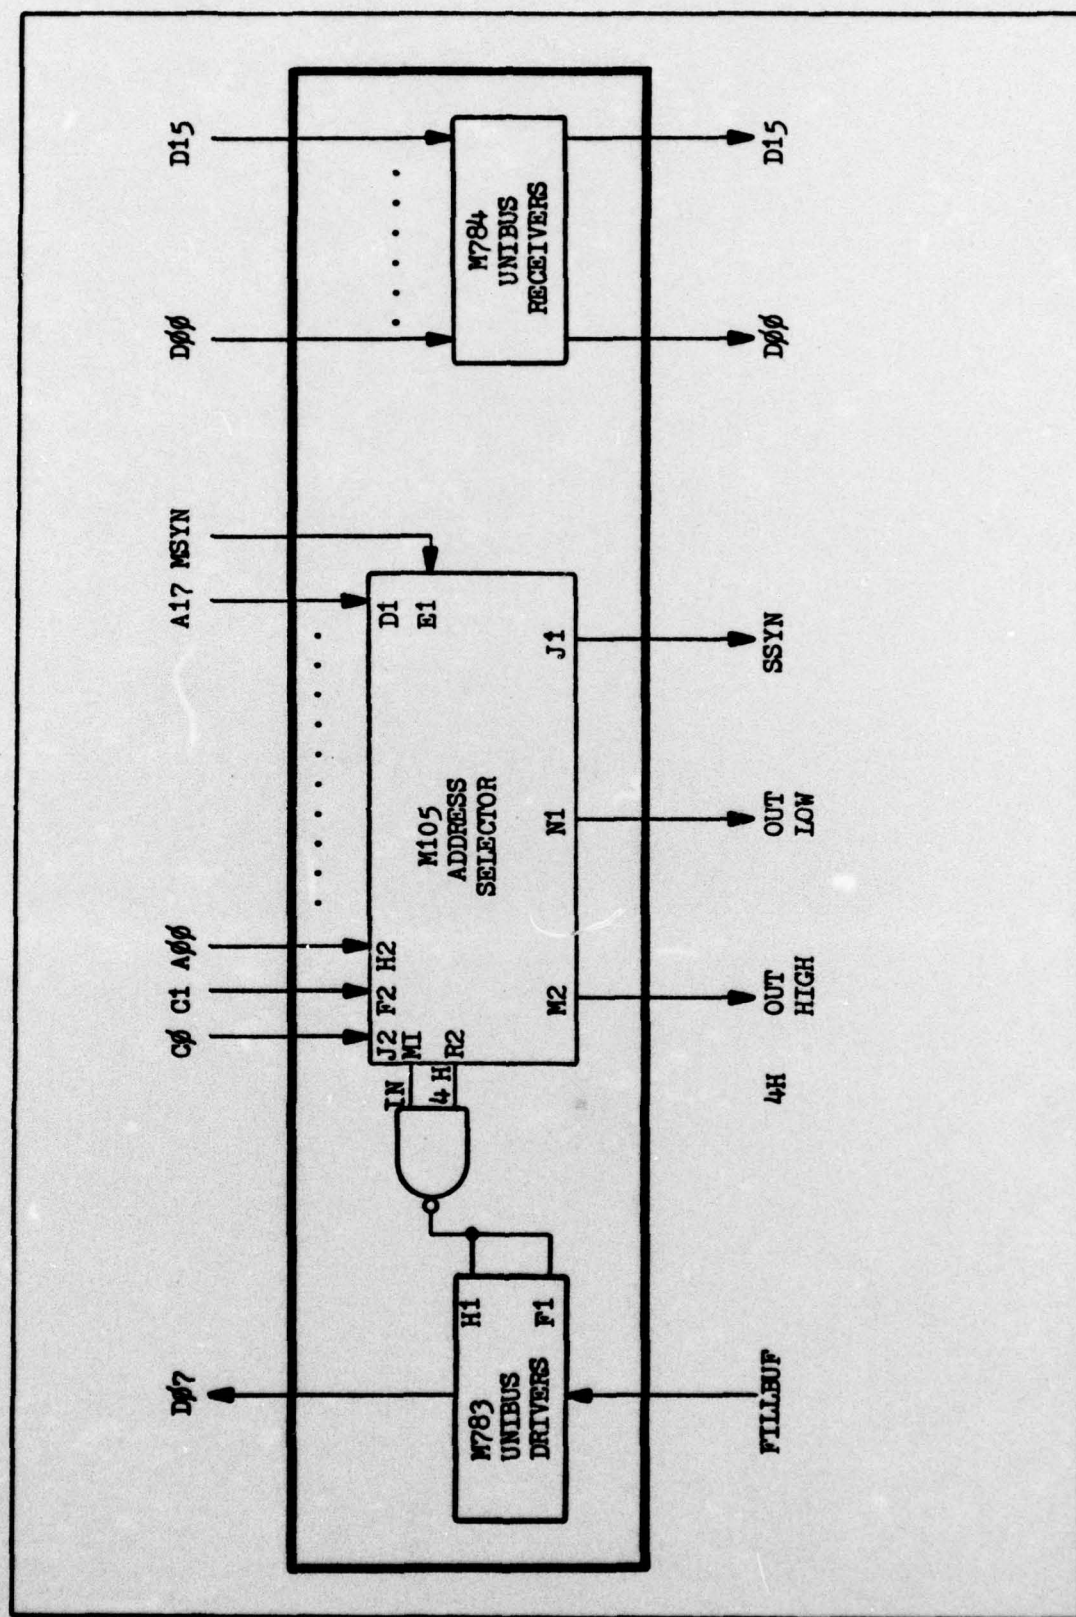 DØ7
CØ C1 AØØ
A17 MSYN
DØØ
D15
IN
4 H
J2
MI
R2
F2
H2
D1
E1
M105
ADDRESS
SELECTOR
M2
N1
J1
H1
F1
M783
UNIBUS
DRIVERS
M784
UNIBUS
RECEIVERS
FILLBUF
4H
OUT
HIGH
OUT
LOW
SSYN
DØØ
D15